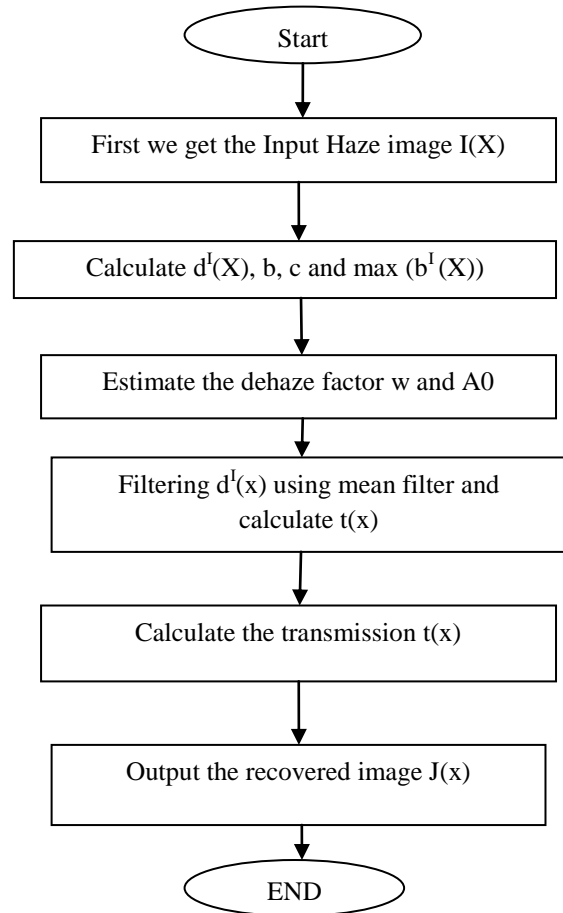 Start
First we get the Input Haze image I(X)
Calculate d^I(X), b, c and max (b^I (X))
Estimate the dehaze factor w and A0
Filtering d^I(x) using mean filter and
calculate t(x)
Calculate the transmission t(x)
Output the recovered image J(x)
END